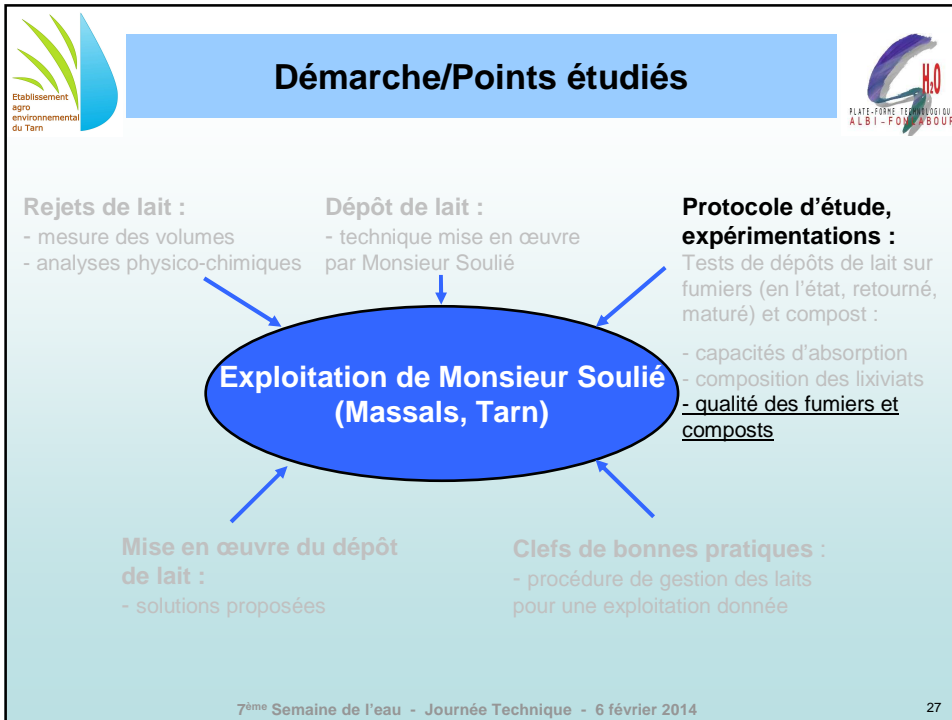 Etablissement
agro
environnemental
du Tarn
Démarche/Points étudiés
H2O
PLATE-FORME TECHNOLOGIQUE
ALBI-FONLABOUR
Rejets de lait :
- mesure des volumes
- analyses physico-chimiques
Dépôt de lait :
- technique mise en œuvre
par Monsieur Soulié
Protocole d'étude,
expérimentations :
Tests de dépôts de lait sur
fumiers (en l'état, retourné,
maturé) et compost :
- capacités d'absorption
- composition des lixiviats
- qualité des fumiers et
composts
Exploitation de Monsieur Soulié
(Massals, Tarn)
Mise en œuvre du dépôt
de lait :
- solutions proposées
Clefs de bonnes pratiques :
- procédure de gestion des laits
pour une exploitation donnée
7ème Semaine de l'eau - Journée Technique - 6 février 2014
27